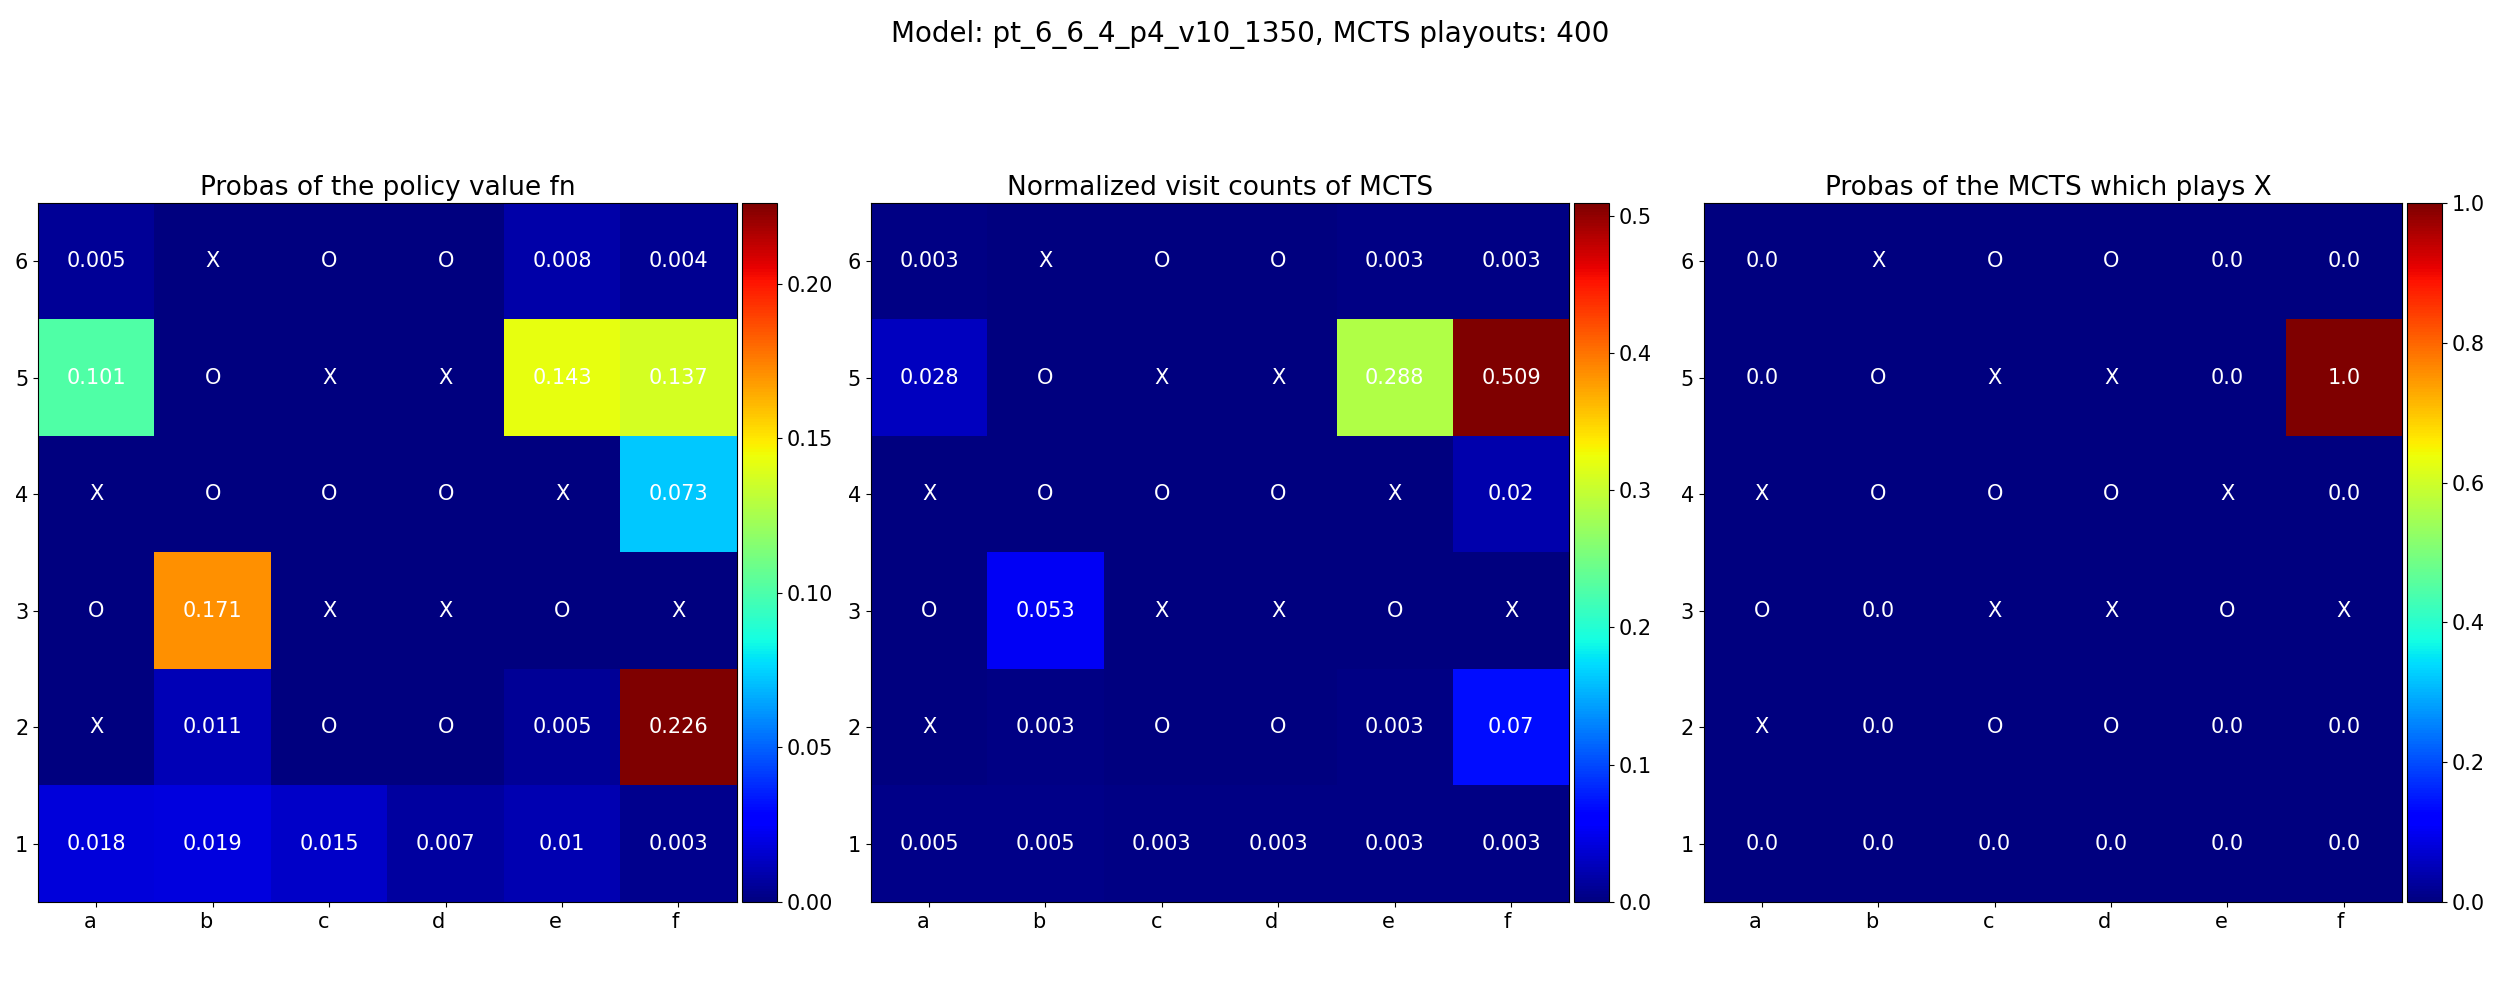 Model: pt_6_6_4_p4_v10_1350, MCTS playouts: 400
Probas of the policy value fn
6 0.005 X O O 0.008 0.004
5 0.101 O X X 0.143 0.137
4 X O O O X 0.073
3 O 0.171 X X O X
2 X 0.011 O O 0.005 0.226
1 0.018 0.019 0.015 0.007 0.01 0.003
a b c d e f
0.20
0.15
0.10
0.05
0.00
Normalized visit counts of MCTS
6 0.003 X O O 0.003 0.003
5 0.028 O X X 0.288 0.509
4 X O O O X 0.02
3 O 0.053 X X O X
2 X 0.003 O O 0.003 0.07
1 0.005 0.005 0.003 0.003 0.003 0.003
a b c d e f
0.5
0.4
0.3
0.2
0.1
0.0
Probas of the MCTS which plays X
6 0.0 X O O 0.0 0.0
5 0.0 O X X 0.0 1.0
4 X O O O X 0.0
3 O 0.0 X X O X
2 X 0.0 O O 0.0 0.0
1 0.0 0.0 0.0 0.0 0.0 0.0
a b c d e f
1.0
0.8
0.6
0.4
0.2
0.0